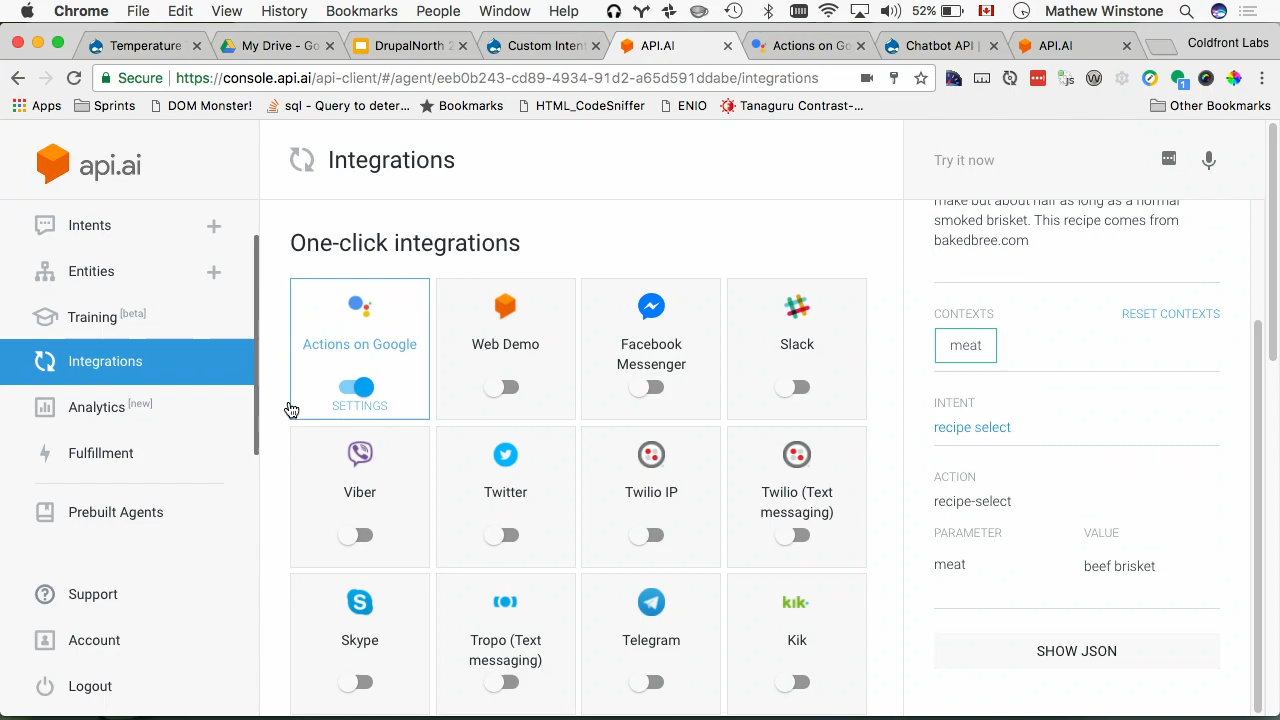 Chrome File Edit View History Bookmarks People Window Help 52% Mathew Winstone
Temperature My Drive - Go DrupalNorth 2 Custom Inten API.AI Actions on Go Chatbot API | API.AI Coldfront Labs
Secure https://console.api.ai/api-client/#/agent/eeb0b243-cd89-4934-91d2-a65d591ddabe/integrations
Apps Sprints DOM Monster! sql - Query to deter... Bookmarks HTML_CodeSniffer ENIO Tanaguru Contrast-... Other Bookmarks
api.ai
Intents
Entities
Training [beta]
Integrations
Analytics [new]
Fulfillment
Prebuilt Agents
Support
Account
Logout
Integrations
One-click integrations
Actions on Google
SETTINGS
Web Demo
Facebook
Messenger
Slack
Viber
Twitter
Twilio IP
Twilio (Text
messaging)
Skype
Tropo (Text
messaging)
Telegram
kik.
Kik
Try it now
make but about half as long as a normal
smoked brisket. This recipe comes from
bakedbree.com
CONTEXTS RESET CONTEXTS
meat
INTENT
recipe select
ACTION
recipe-select
PARAMETER VALUE
meat beef brisket
SHOW JSON